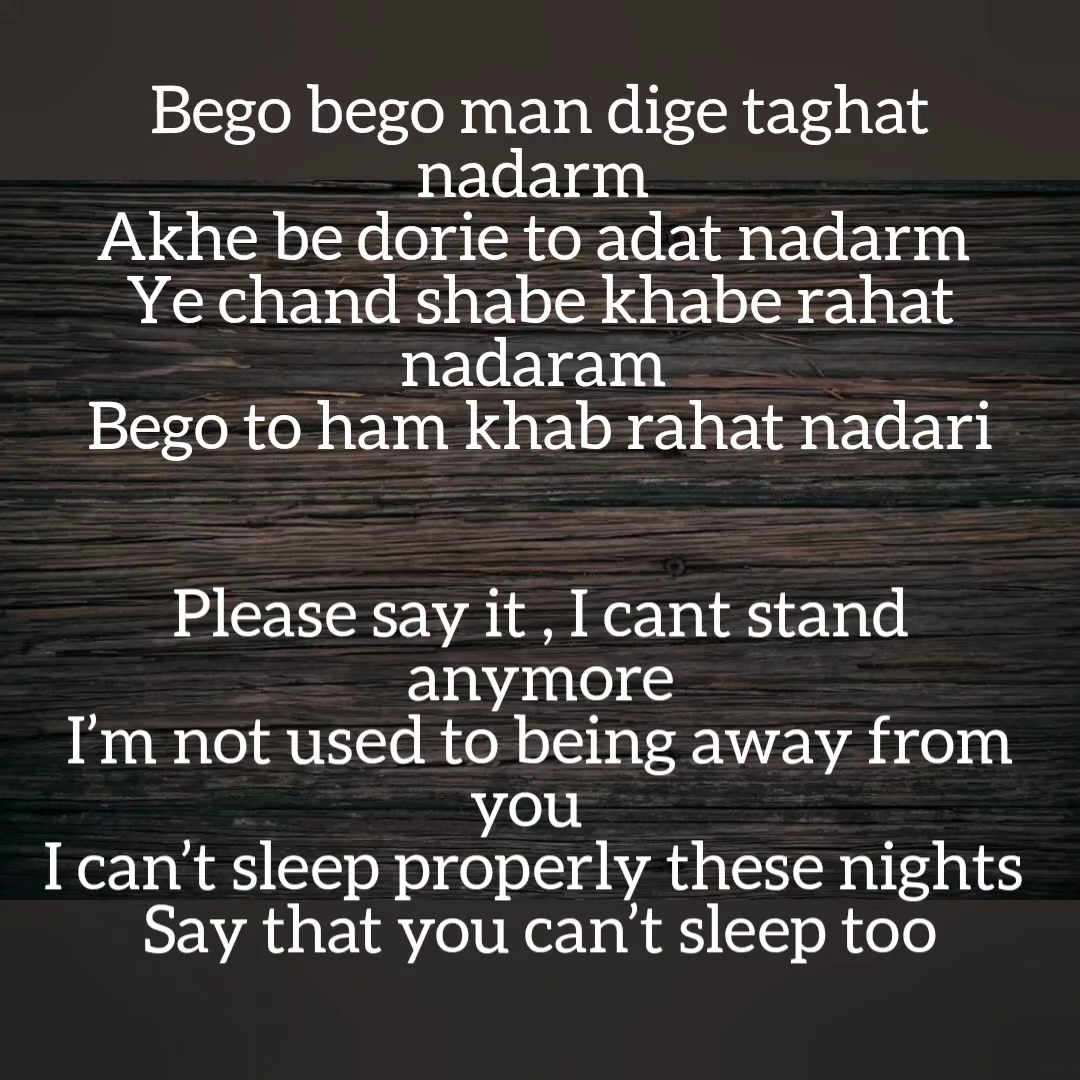 Bego bego man dige taghat
nadarm
Akhe be dorie to adat nadarm
Ye chand shabe khabe rahat
nadaram
Bego to ham khab rahat nadari
Please say it , I cant stand
anymore
I’m not used to being away from
you
I can’t sleep properly these nights
Say that you can’t sleep too